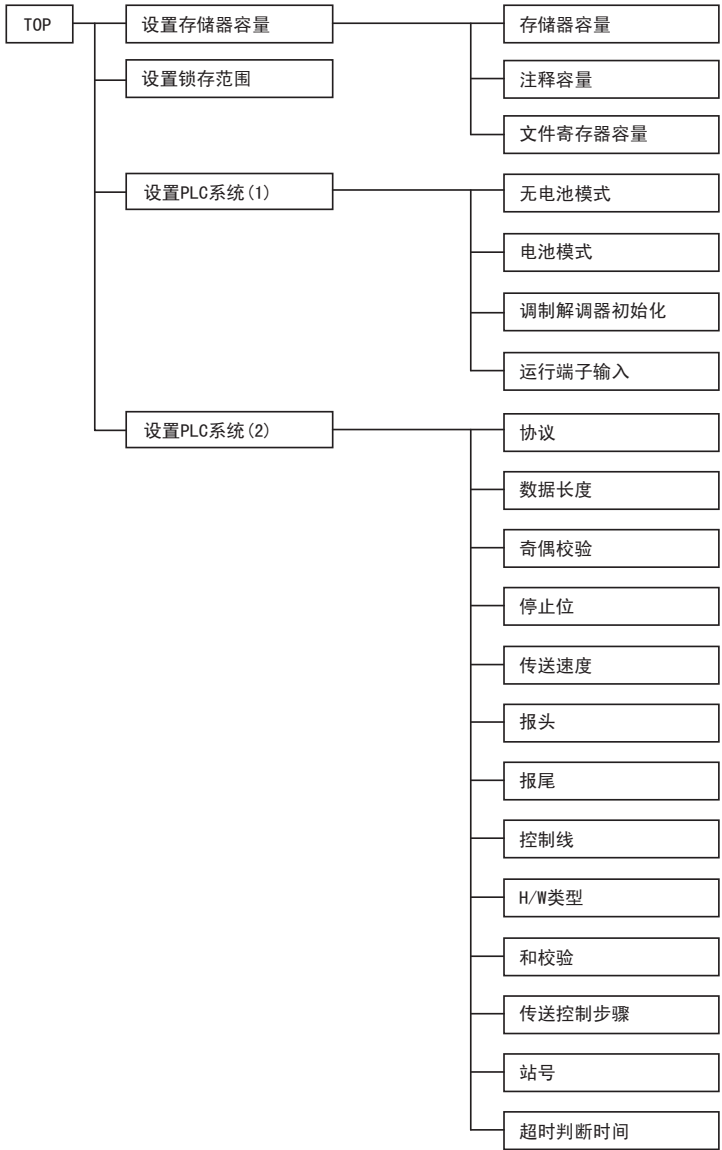 TOP
设置存储器容量
存储器容量
设置锁存范围
注释容量
文件寄存器容量
设置PLC系统(1)
无电池模式
电池模式
调制解调器初始化
运行端子输入
设置PLC系统(2)
协议
数据长度
奇偶校验
停止位
传送速度
报头
报尾
控制线
H/W类型
和校验
传送控制步骤
站号
超时判断时间